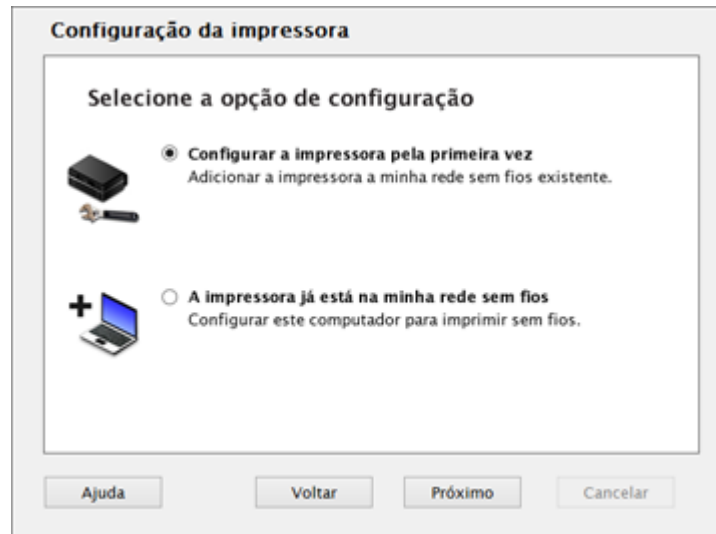 Configuração da impressora
Selecione a opção de configuração
Configurar a impressora pela primeira vez
Adicionar a impressora a minha rede sem fios existente.
A impressora já está na minha rede sem fios
Configurar este computador para imprimir sem fios.
Ajuda
Voltar
Próximo
Cancelar